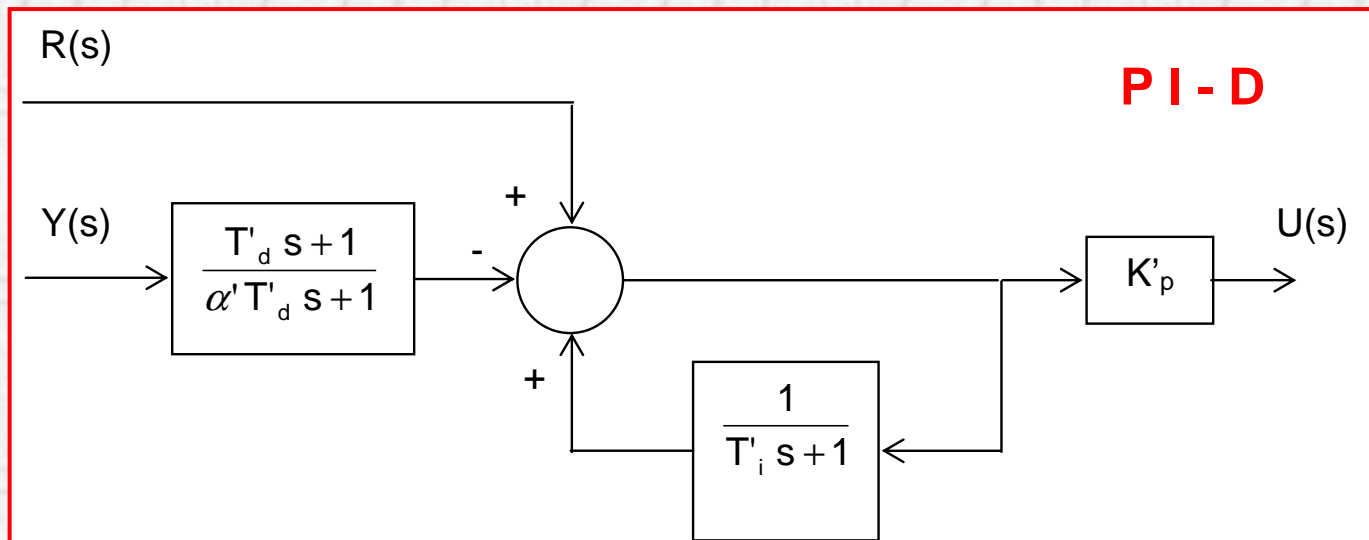 R(s)
P I - D
+
Y(s)
T'd s + 1
α' T'd s + 1
-
U(s)
K’p
+
1
T'i s + 1